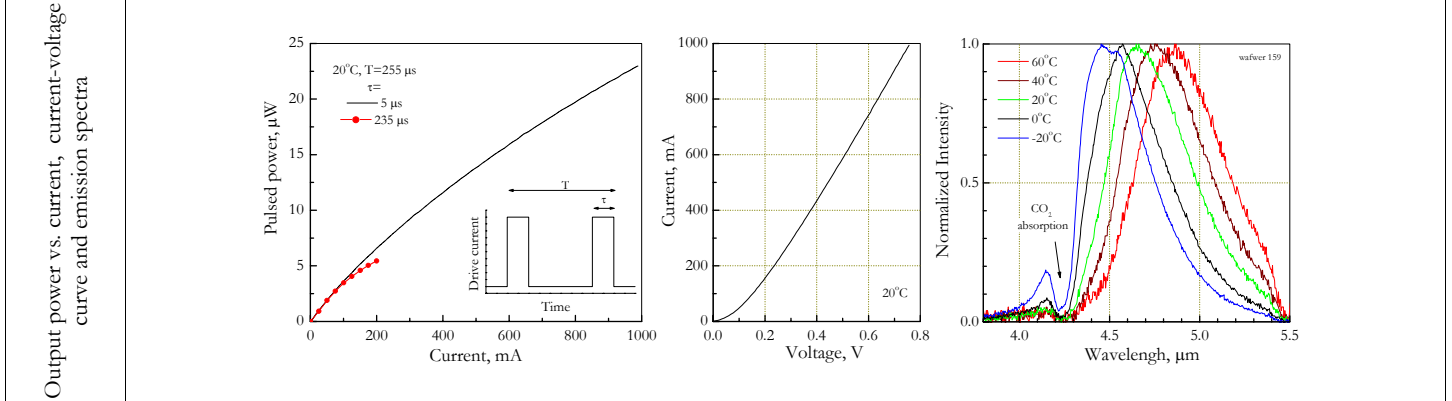 Output power vs. current, current-voltage
curve and emission spectra
25
20
15
10
5
0
Pulsed power, μW
20°C, T=255 μs
τ=
5 μs
235 μs
T
τ
Drive current
Time
0
200
400
600
800
1000
Current, mA
1000
800
600
400
200
0
Current, mA
20°C
0.0
0.2
0.4
0.6
0.8
Voltage, V
1.0
0.5
0.0
Normalized Intensity
60°C
40°C
20°C
0°C
-20°C
wafwer 159
CO2
absorption
4.0
4.5
5.0
5.5
Wavelengh, μm